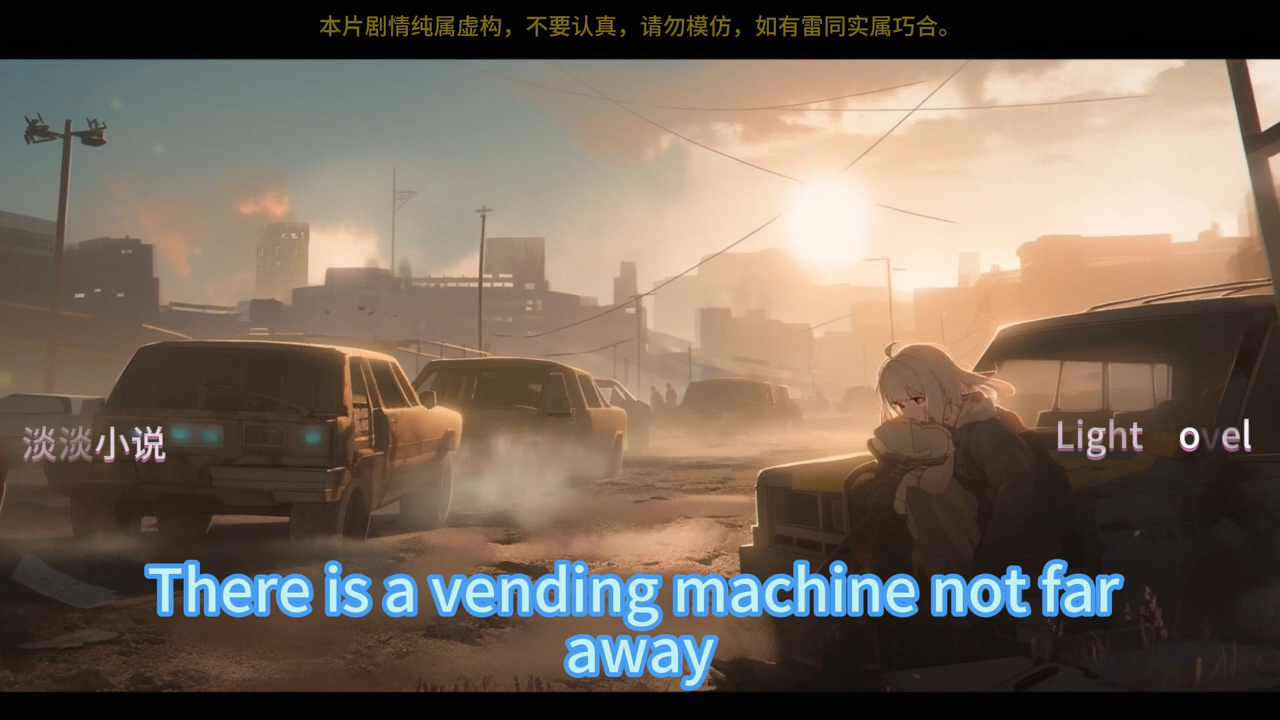 本片剧情纯属虚构，不要认真，请勿模仿，如有雷同实属巧合。
淡淡小说
Light ovel
There is a vending machine not far
away